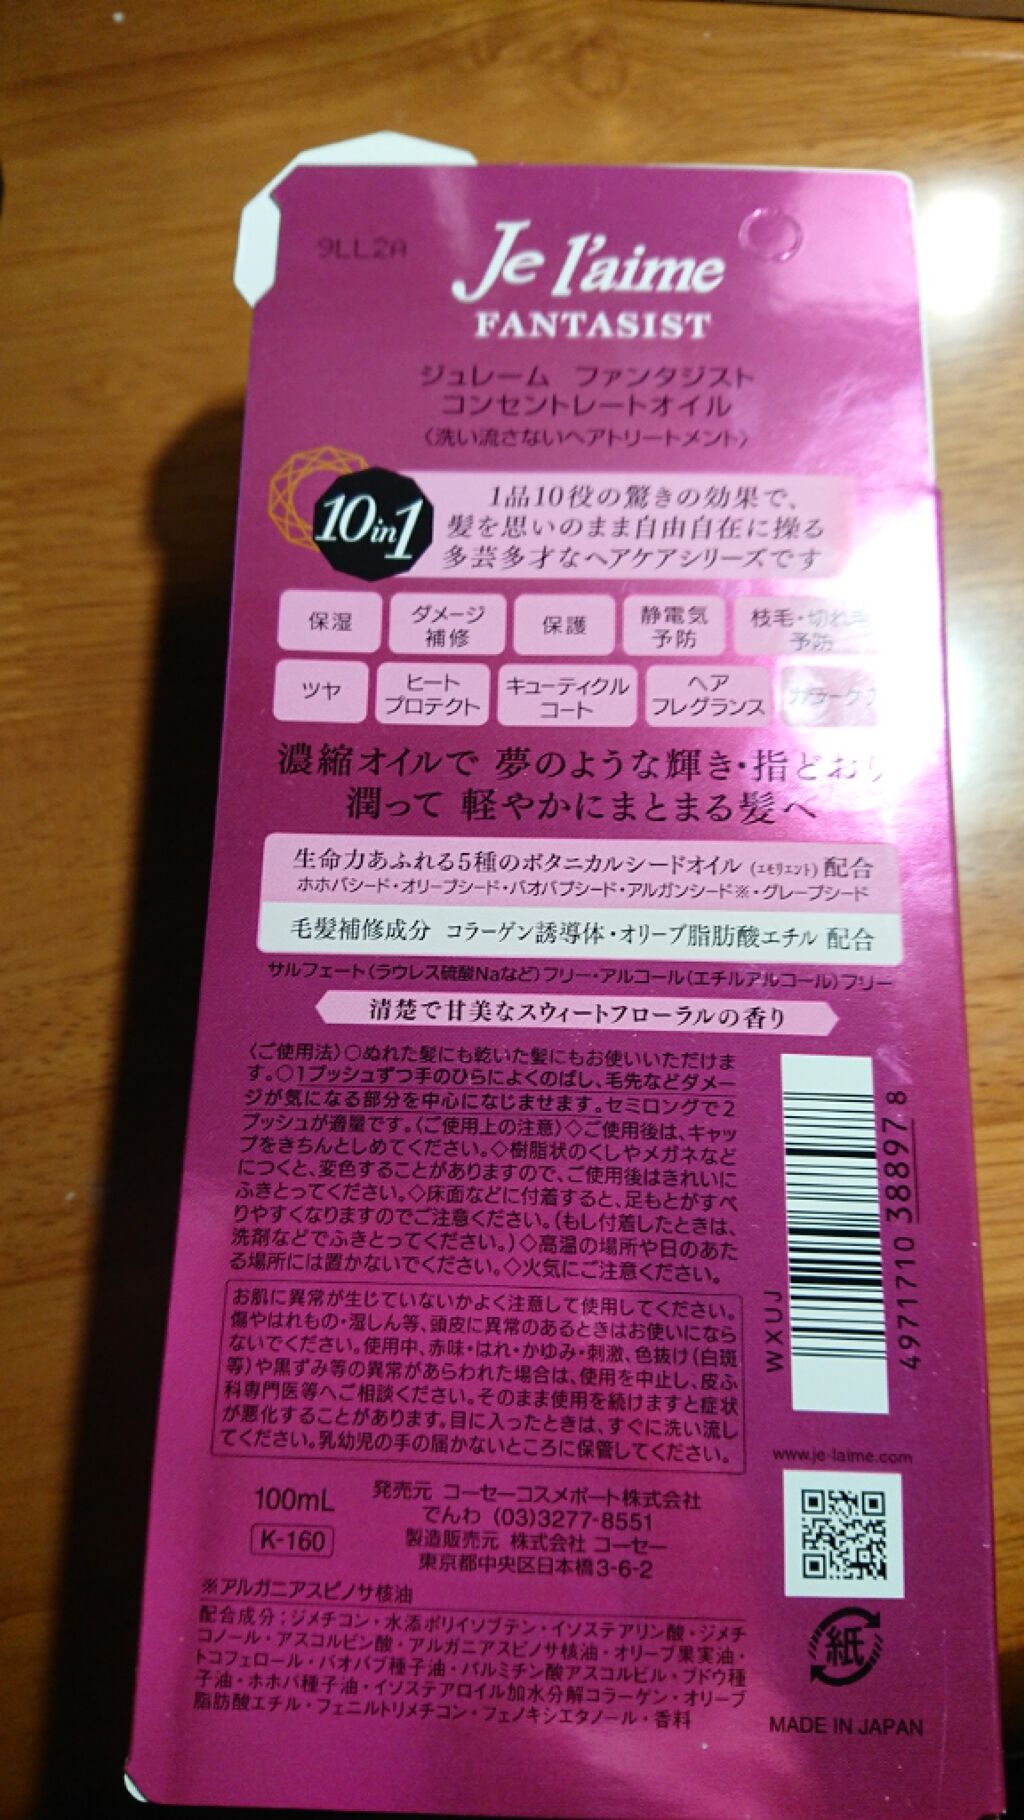 9LL2A
Je l'aime
FANTASIST
ジュレーム ファンタジスト
コンセントレートオイル
〈洗い流さないヘアトリートメント〉
10in1
1品10役の驚きの効果で、
髪を思いのまま自由自在に操る
多芸多才なヘアケアシリーズです
保湿
ダメージ
補修
保護
静電気
予防
枝毛・切れ毛
予防
ツヤ
ヒート
プロテクト
キューティクル
コート
ヘア
フレグランス
カラーケア
濃縮オイルで 夢のような輝き・指どおり
潤って 軽やかにまとまる髪へ
生命力あふれる5種のボタニカルシードオイル (エモリエント) 配合
ホホバシード・オリーブシード・バオバブシード・アルガンシード※・グレープシード
毛髪補修成分 コラーゲン誘導体・オリーブ脂肪酸エチル 配合
サルフェート(ラウレス硫酸Naなど)フリー・アルコール(エチルアルコール)フリー
清楚で甘美なスウィートフローラルの香り
〈ご使用法〉○ぬれた髪にも乾いた髪にもお使いいただけま
す。○1プッシュずつ手のひらによくのばし、毛先などダメー
ジが気になる部分を中心になじませます。セミロングで2
プッシュが適量です。〈ご使用上の注意〉◇ご使用後は、キャッ
プをきちんとしめてください。◇樹脂状のくしやメガネなど
につくと、変色することがありますので、ご使用後はきれいに
ふきとってください。◇床面などに付着すると、足もとがすべ
りやすくなりますのでご注意ください。(もし付着したときは、
洗剤などでふきとってください。)◇高温の場所や日のあた
る場所には置かないでください。◇火気にご注意ください。
お肌に異常が生じていないかよく注意して使用してください。
傷やはれもの・湿しん等、頭皮に異常のあるときはお使いになら
ないでください。使用中、赤味・はれ・かゆみ・刺激、色抜け(白斑
等)や黒ずみ等の異常があらわれた場合は、使用を中止し、皮ふ
科専門医等へご相談ください。そのまま使用を続けますと症状
が悪化することがあります。目に入ったときは、すぐに洗い流し
てください。乳幼児の手の届かないところに保管してください。
WXUJ
4971710 388978
www.je-laime.com
100mL
K-160
発売元 コーセーコスメポート株式会社
でんわ (03)3277-8551
製造販売元 株式会社 コーセー
東京都中央区日本橋3-6-2
※アルガニアスピノサ核油
配合成分:ジメチコン・水添ポリイソブテン・イソステアリン酸・ジメチ
コノール・アスコルビン酸・アルガニアスピノサ核油・オリーブ果実油・
トコフェロール・バオバブ種子油・パルミチン酸アスコルビル・ブドウ種
子油・ホホバ種子油・イソステアロイル加水分解コラーゲン・オリーブ
脂肪酸エチル・フェニルトリメチコン・フェノキシエタノール・香料
紙
MADE IN JAPAN